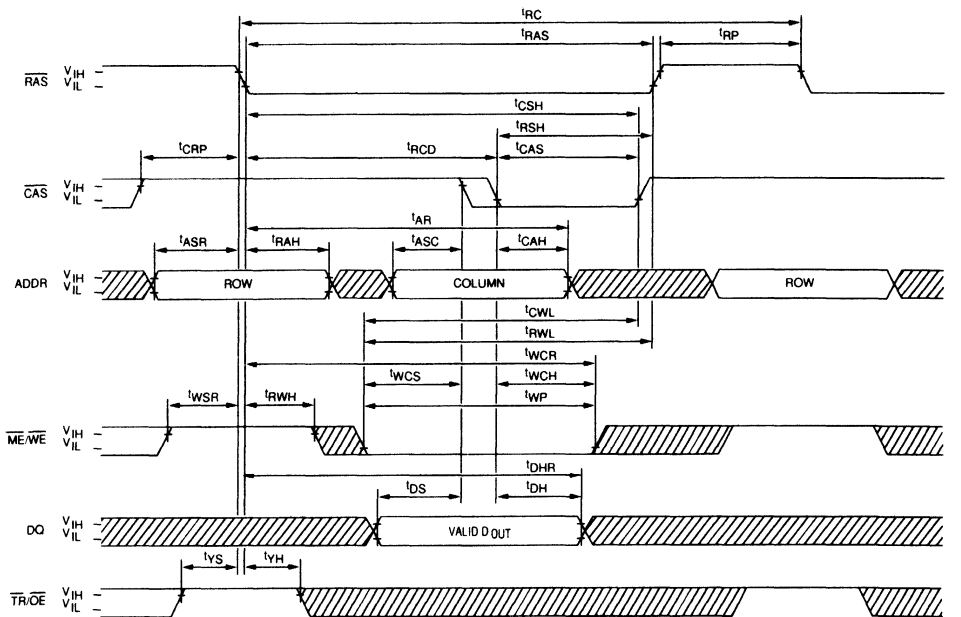 tRC
tRAS
tRP
RAS
VIH
VIL
tCSH
tRSH
tCRP
tRCD
tCAS
CAS
VIH
VIL
tAR
tASR
tRAH
tASC
tCAH
ADDR
VIH
VIL
ROW
COLUMN
ROW
tCWL
tRWL
tWCR
tWCS
tWCH
tWSR
tRWH
tWP
ME/WE
VIH
VIL
tDHR
tDS
tDH
DQ
VIH
VIL
VALID DOUT
tYS
tYH
TR/OE
VIH
VIL